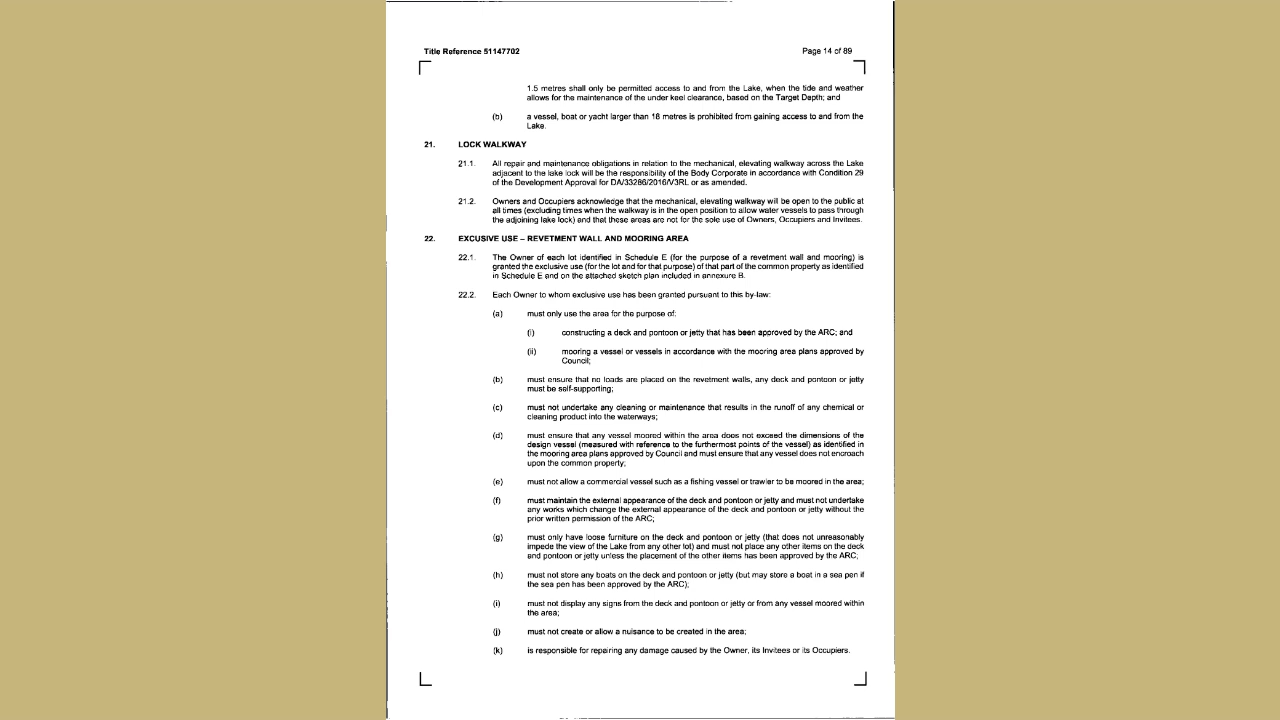 Title Reference 51147702
Page 14 of 89
1.5 metres shall only be permitted access to and from the Lake, when the tide and weather
allows for the maintenance of the under keel clearance, based on the Target Depth; and
(b) a vessel, boat or yacht larger than 18 metres is prohibited from gaining access to and from the
Lake.
21. LOCK WALKWAY
21.1. All repair and maintenance obligations in relation to the mechanical, elevating walkway across the Lake
adjacent to the lake lock will be the responsibility of the Body Corporate in accordance with Condition 29
of the Development Approval for DA/33286/2016/V3RL or as amended.
21.2. Owners and Occupiers acknowledge that the mechanical, elevating walkway will be open to the public at
all times (excluding times when the walkway is in the open position to allow water vessels to pass through
the adjoining lake lock) and that these areas are not for the sole use of Owners, Occupiers and Invitees.
22. EXCUSIVE USE – REVETMENT WALL AND MOORING AREA
22.1. The Owner of each lot identified in Schedule E (for the purpose of a revetment wall and mooring) is
granted the exclusive use (for the lot and for that purpose) of that part of the common property as identified
in Schedule E and on the attached sketch plan included in annexure B.
22.2. Each Owner to whom exclusive use has been granted pursuant to this by-law:
(a) must only use the area for the purpose of:
(i) constructing a deck and pontoon or jetty that has been approved by the ARC; and
(ii) mooring a vessel or vessels in accordance with the mooring area plans approved by
Council;
(b) must ensure that no loads are placed on the revetment walls, any deck and pontoon or jetty
must be self-supporting;
(c) must not undertake any cleaning or maintenance that results in the runoff of any chemical or
cleaning product into the waterways;
(d) must ensure that any vessel moored within the area does not exceed the dimensions of the
design vessel (measured with reference to the furthermost points of the vessel) as identified in
the mooring area plans approved by Council and must ensure that any vessel does not encroach
upon the common property;
(e) must not allow a commercial vessel such as a fishing vessel or trawler to be moored in the area;
(f) must maintain the external appearance of the deck and pontoon or jetty and must not undertake
any works which change the external appearance of the deck and pontoon or jetty without the
prior written permission of the ARC;
(g) must only have loose furniture on the deck and pontoon or jetty (that does not unreasonably
impede the view of the Lake from any other lot) and must not place any other items on the deck
and pontoon or jetty unless the placement of the other items has been approved by the ARC;
(h) must not store any boats on the deck and pontoon or jetty (but may store a boat in a sea pen if
the sea pen has been approved by the ARC);
(i) must not display any signs from the deck and pontoon or jetty or from any vessel moored within
the area;
(j) must not create or allow a nuisance to be created in the area;
(k) is responsible for repairing any damage caused by the Owner, its Invitees or its Occupiers.